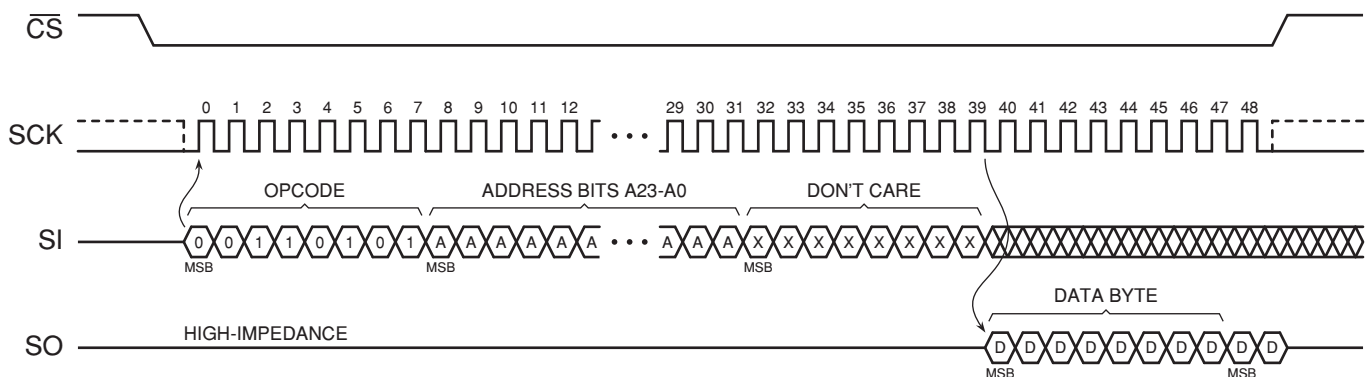 CS
0 1 2 3 4 5 6 7 8 9 10 11 12 29 30 31 32 33 34 35 36 37 38 39 40 41 42 43 44 45 46 47 48
SCK
OPCODE ADDRESS BITS A23-A0 DON'T CARE
SI 0 0 1 1 0 1 0 1 A A A A A A A A A X X X X X X X X
MSB MSB MSB
DATA BYTE
HIGH-IMPEDANCE
SO D D D D D D D D D D
MSB MSB